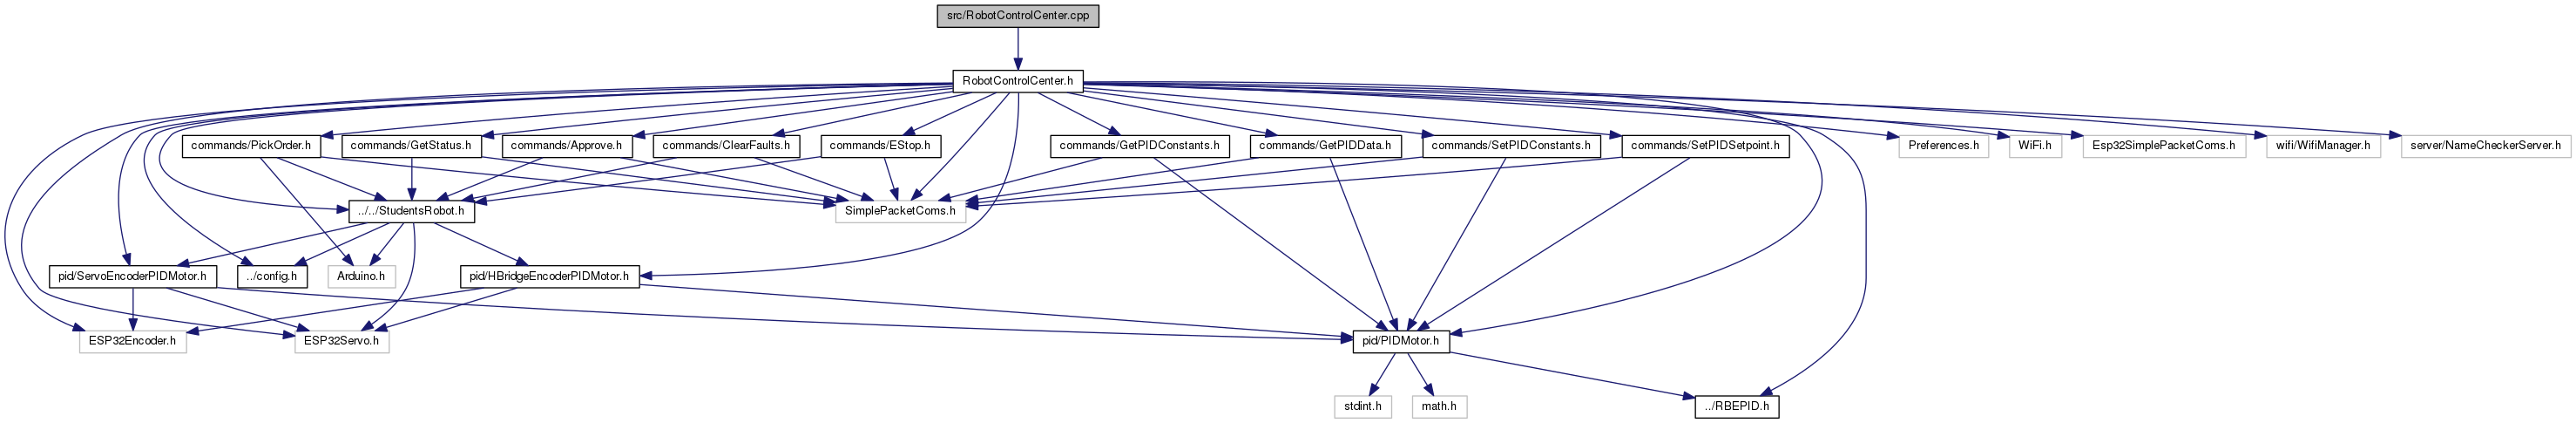 src/RobotControlCenter.cpp
RobotControlCenter.h
commands/PickOrder.h
commands/GetStatus.h
commands/Approve.h
commands/ClearFaults.h
commands/EStop.h
commands/GetPIDConstants.h
commands/GetPIDData.h
commands/SetPIDConstants.h
commands/SetPIDSetpoint.h
Preferences.h
WiFi.h
Esp32SimplePacketComs.h
wifi/WifiManager.h
server/NameCheckerServer.h
../../StudentsRobot.h
SimplePacketComs.h
pid/ServoEncoderPIDMotor.h
../config.h
Arduino.h
pid/HBridgeEncoderPIDMotor.h
ESP32Encoder.h
ESP32Servo.h
pid/PIDMotor.h
stdint.h
math.h
../RBEPID.h